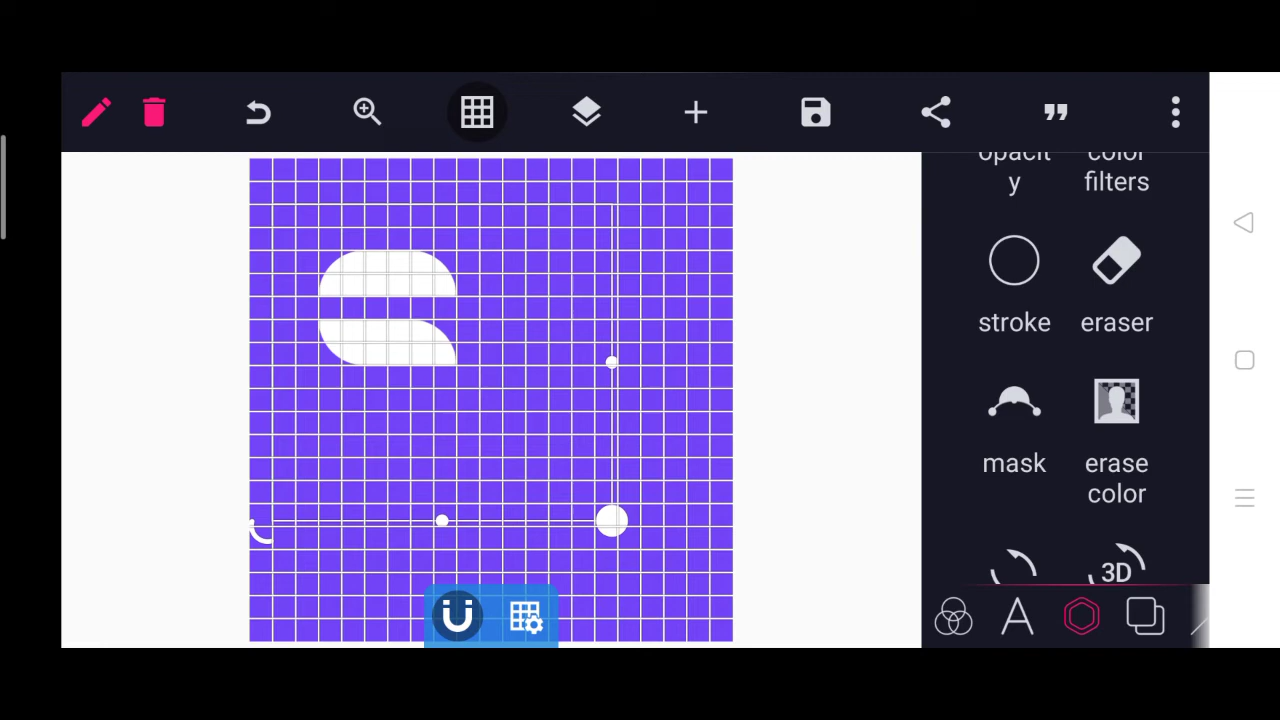 opacit
y
color
filters
stroke
eraser
mask
erase
color
3D